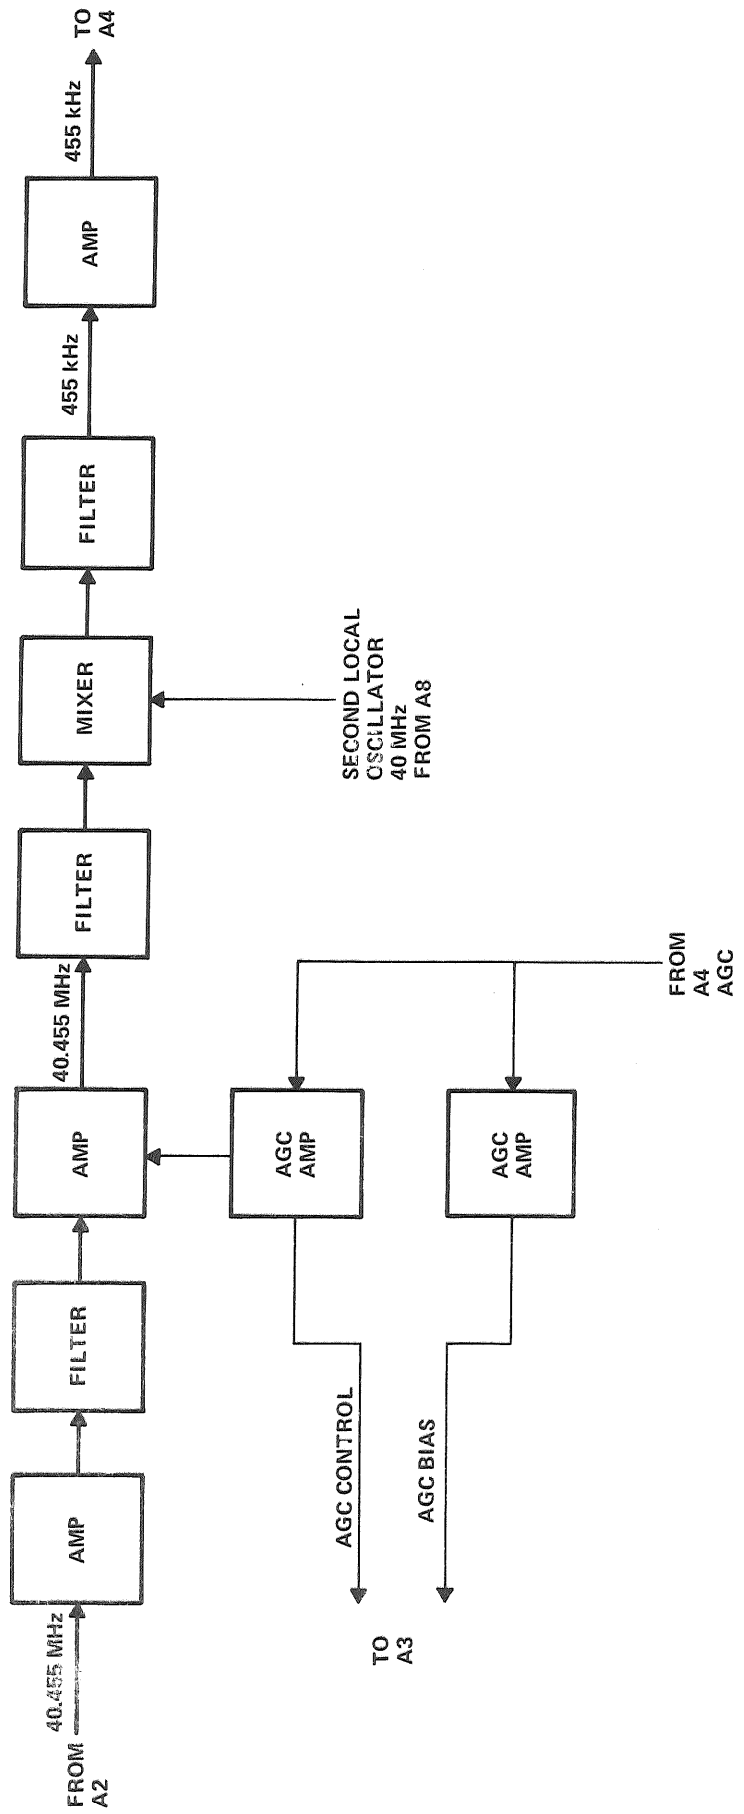 FROM
A2
40.455 MHz
AMP
FILTER
AMP
40.455 MHz
FILTER
MIXER
FILTER
455 kHz
AMP
455 kHz
TO
A4
SECOND LOCAL
OSCILLATOR
40 MHz
FROM A8
AGC
AMP
AGC CONTROL
AGC
AMP
AGC BIAS
TO
A3
FROM
A4
AGC